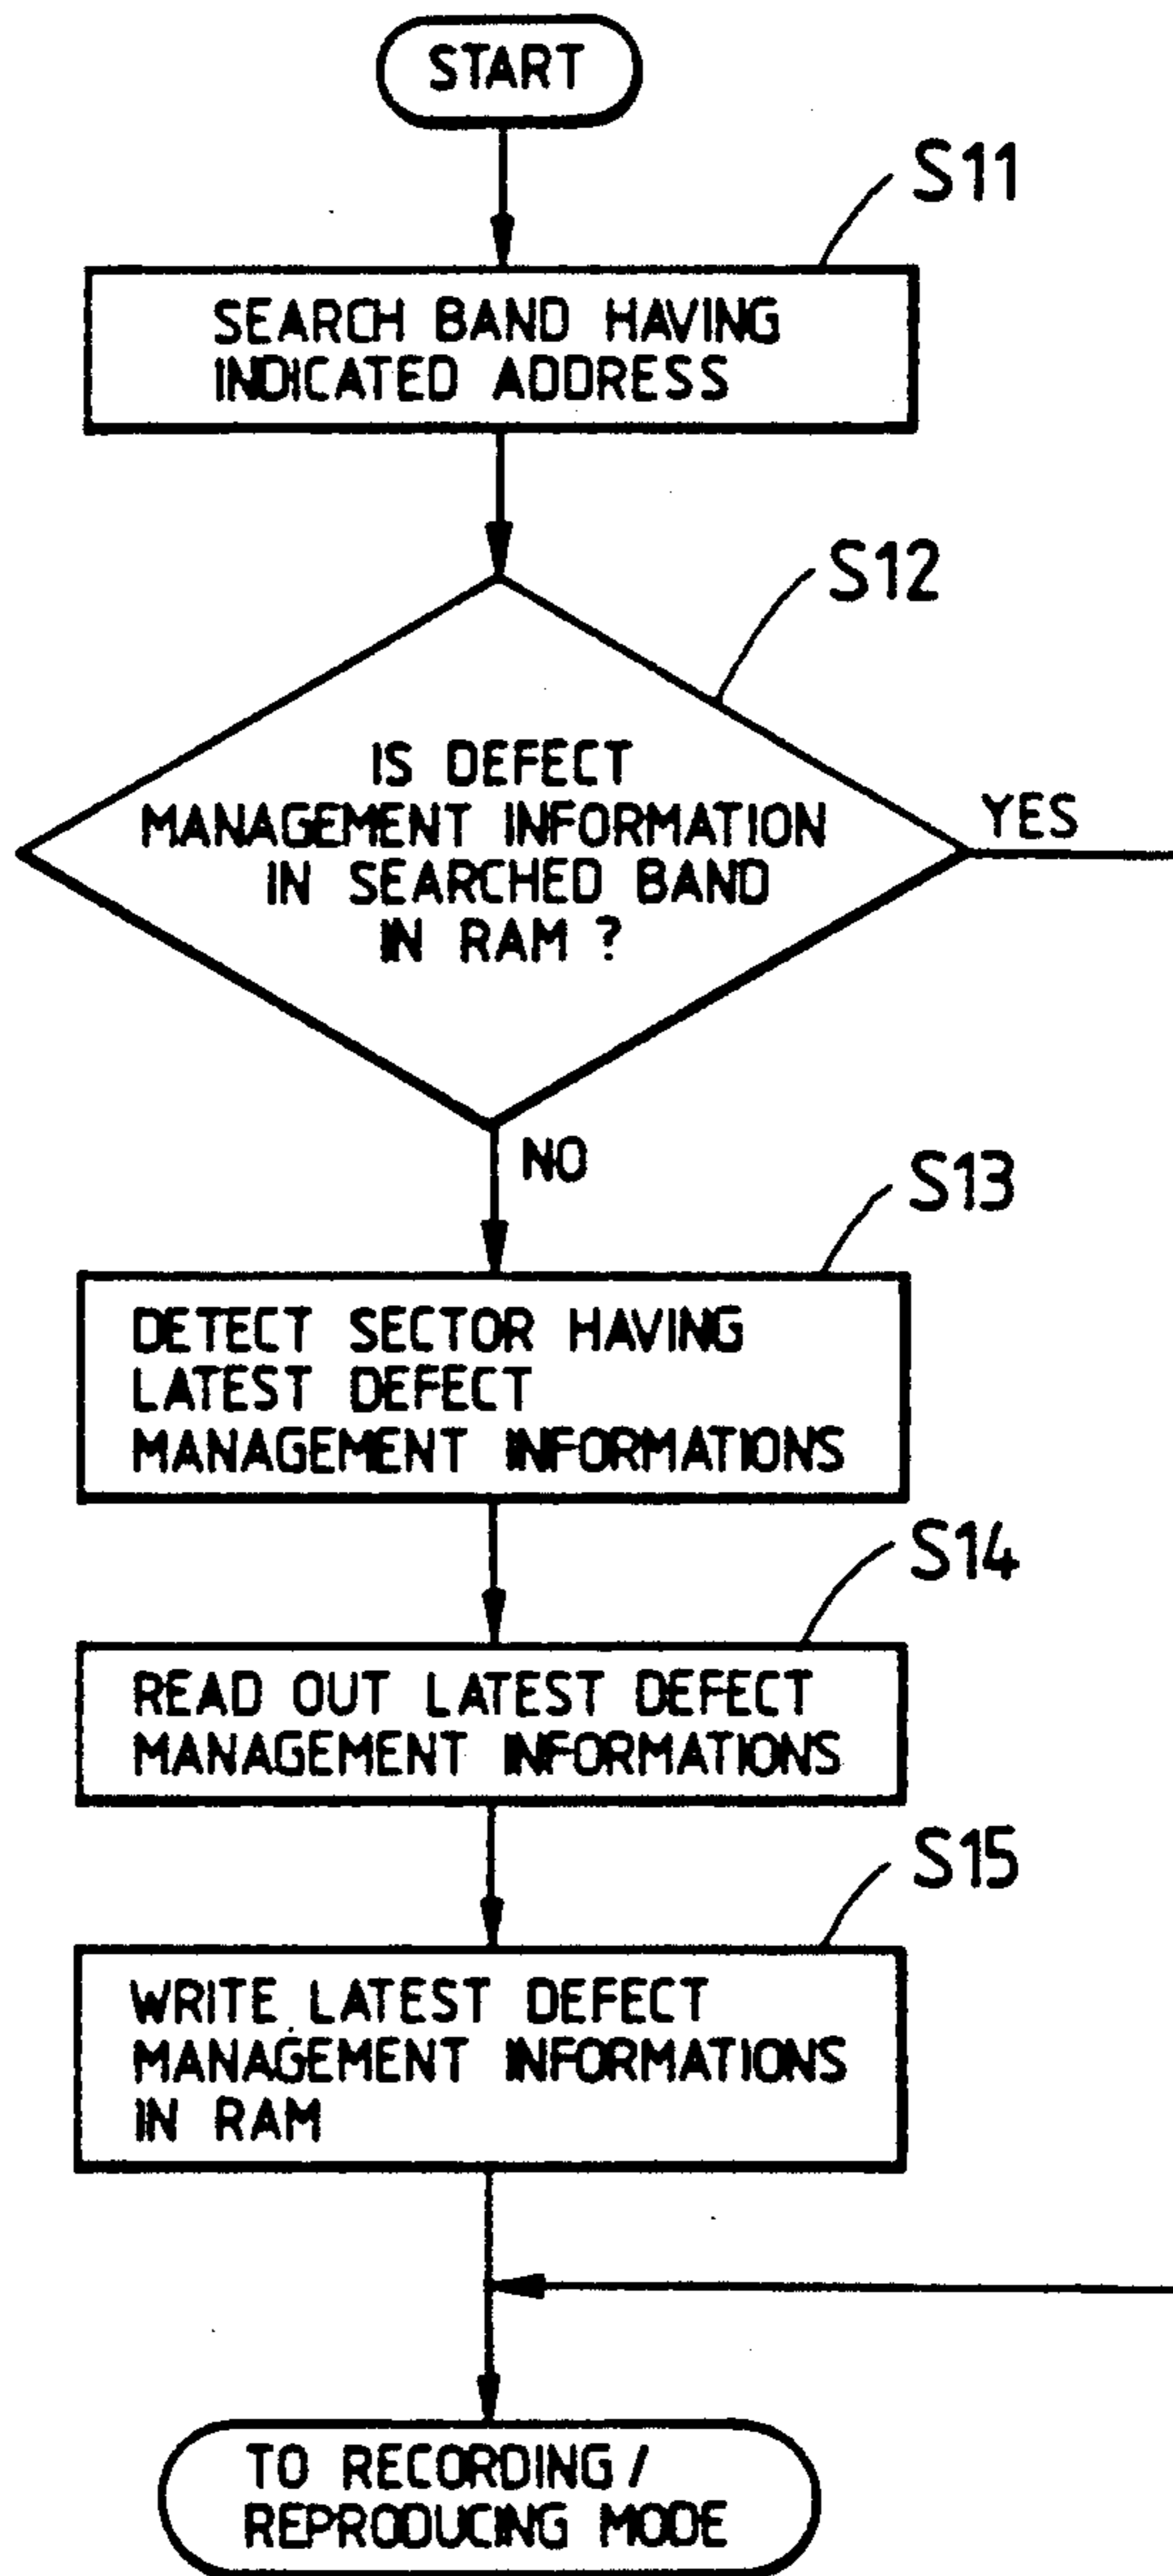 START
S11
SEARCH BAND HAVING
INDICATED ADDRESS
S12
IS DEFECT
MANAGEMENT INFORMATION
IN SEARCHED BAND
IN RAM ?
YES
NO
S13
DETECT SECTOR HAVING
LATEST DEFECT
MANAGEMENT INFORMATIONS
S14
READ OUT LATEST DEFECT
MANAGEMENT INFORMATIONS
S15
WRITE LATEST DEFECT
MANAGEMENT INFORMATIONS
IN RAM
TO RECORDING /
REPRODUCING MODE